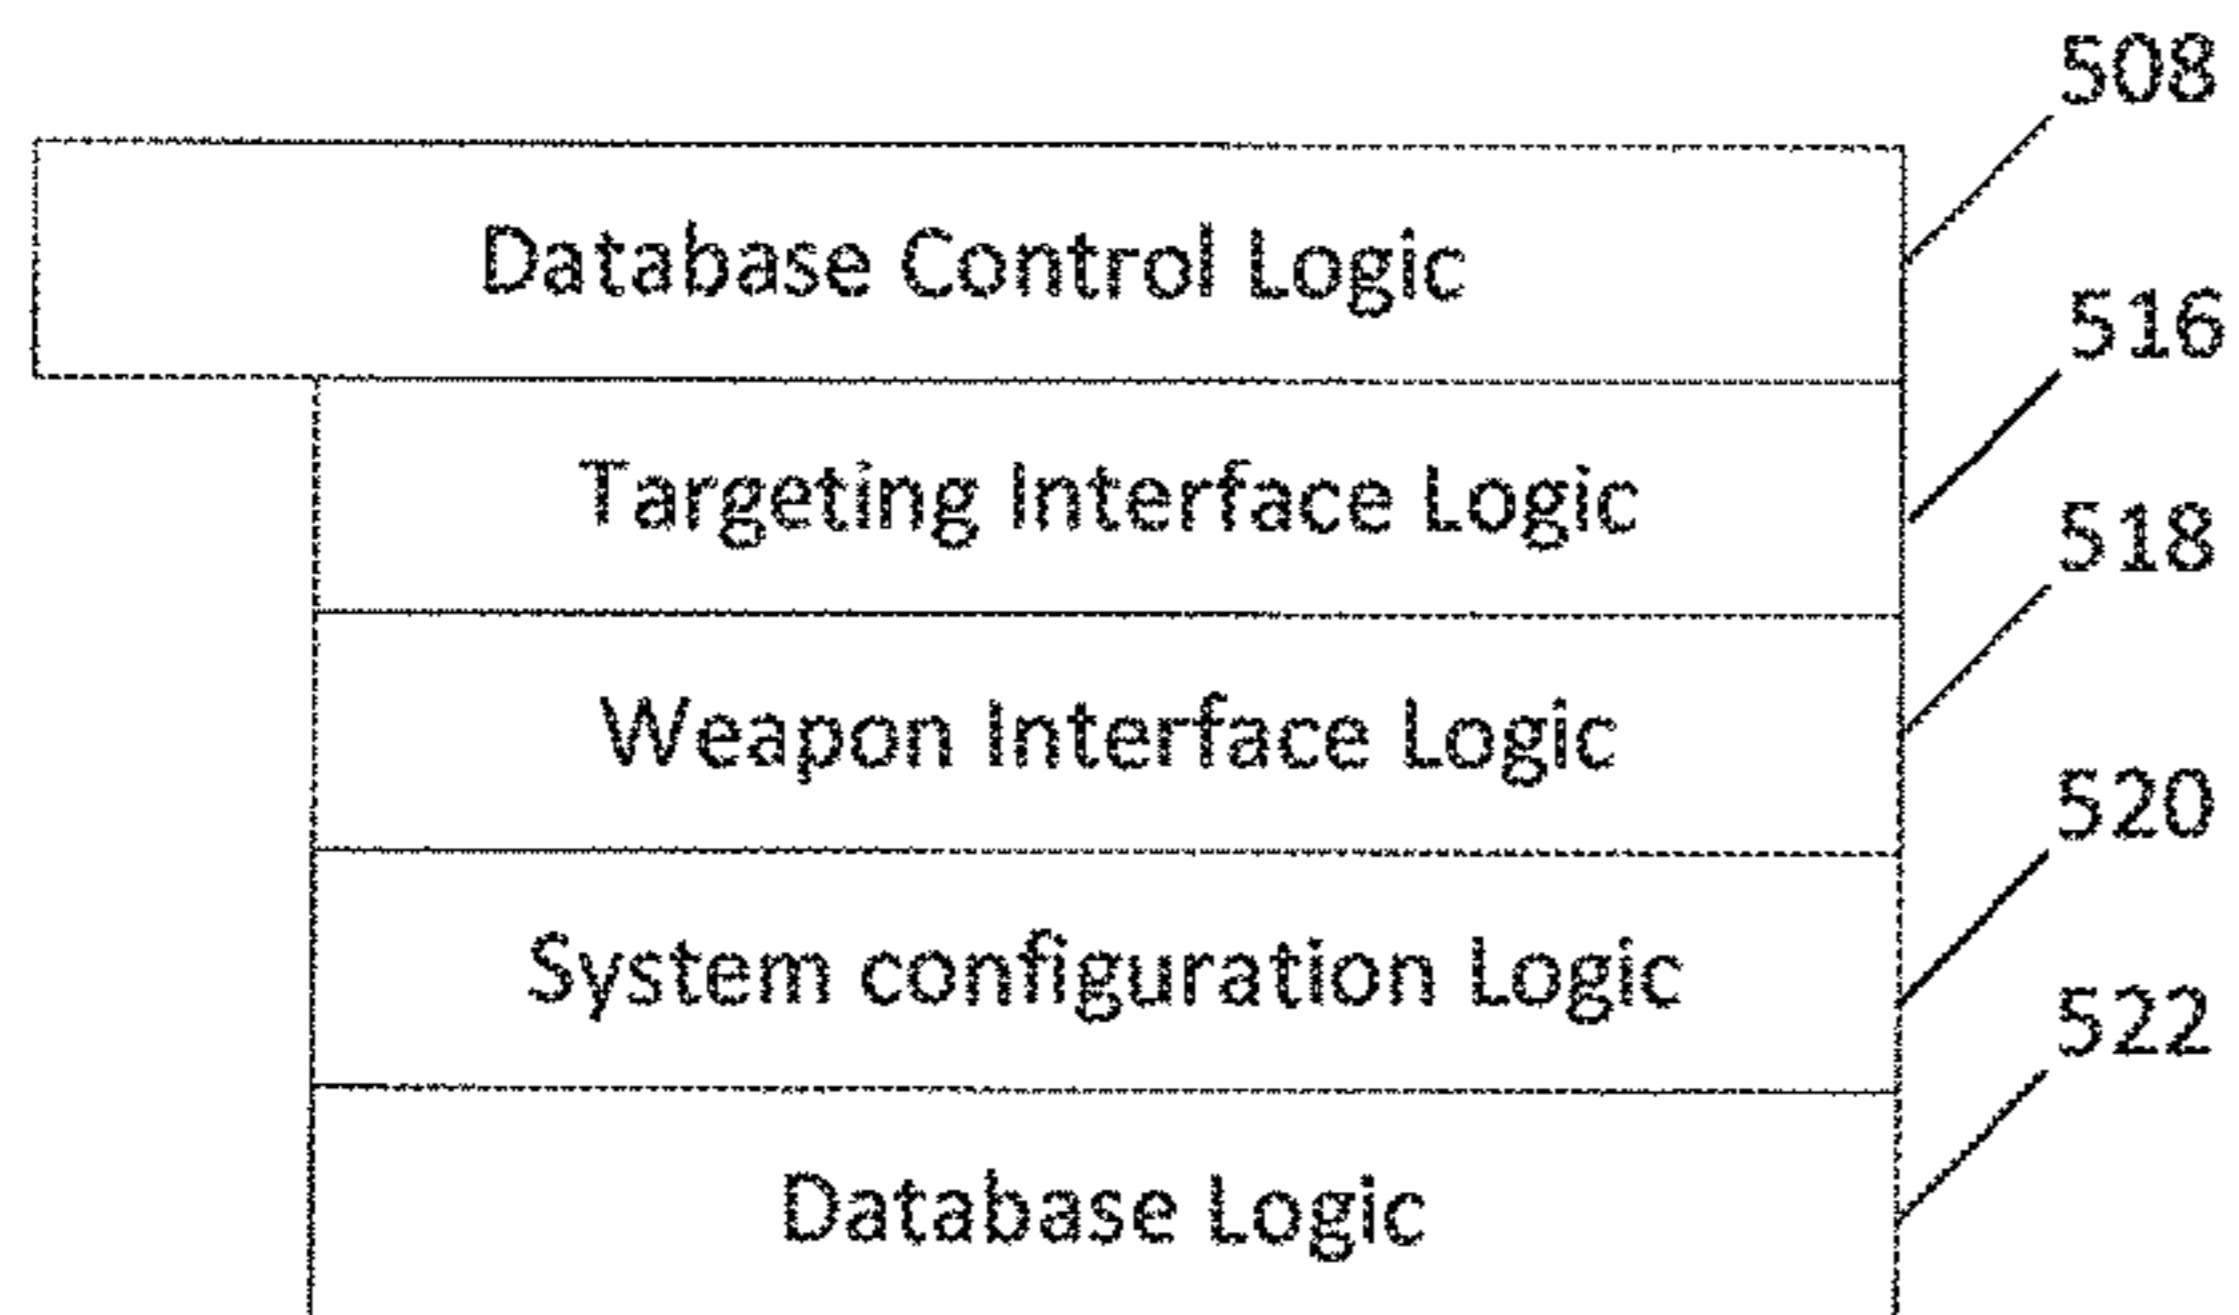 508
Database Control Logic
516
Targeting Interface Logic
518
Weapon Interface Logic
520
System configuration Logic
522
Database Logic